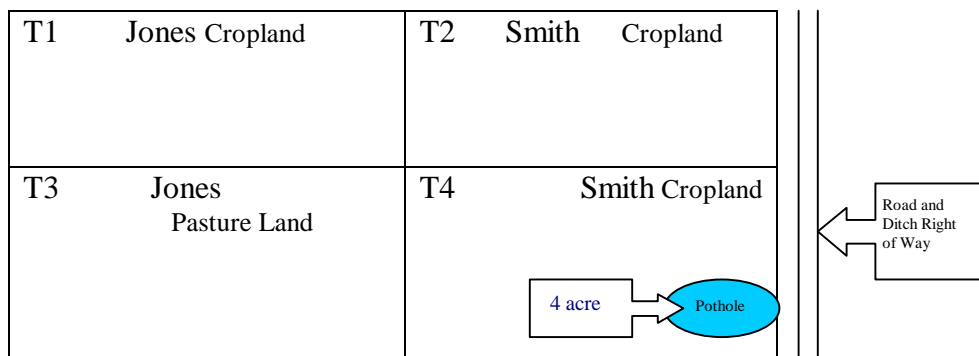 T1 Jones Cropland
T2 Smith Cropland
T3 Jones
Pasture Land
T4 Smith Cropland
Road and
Ditch Right
of Way
4 acre
Pothole